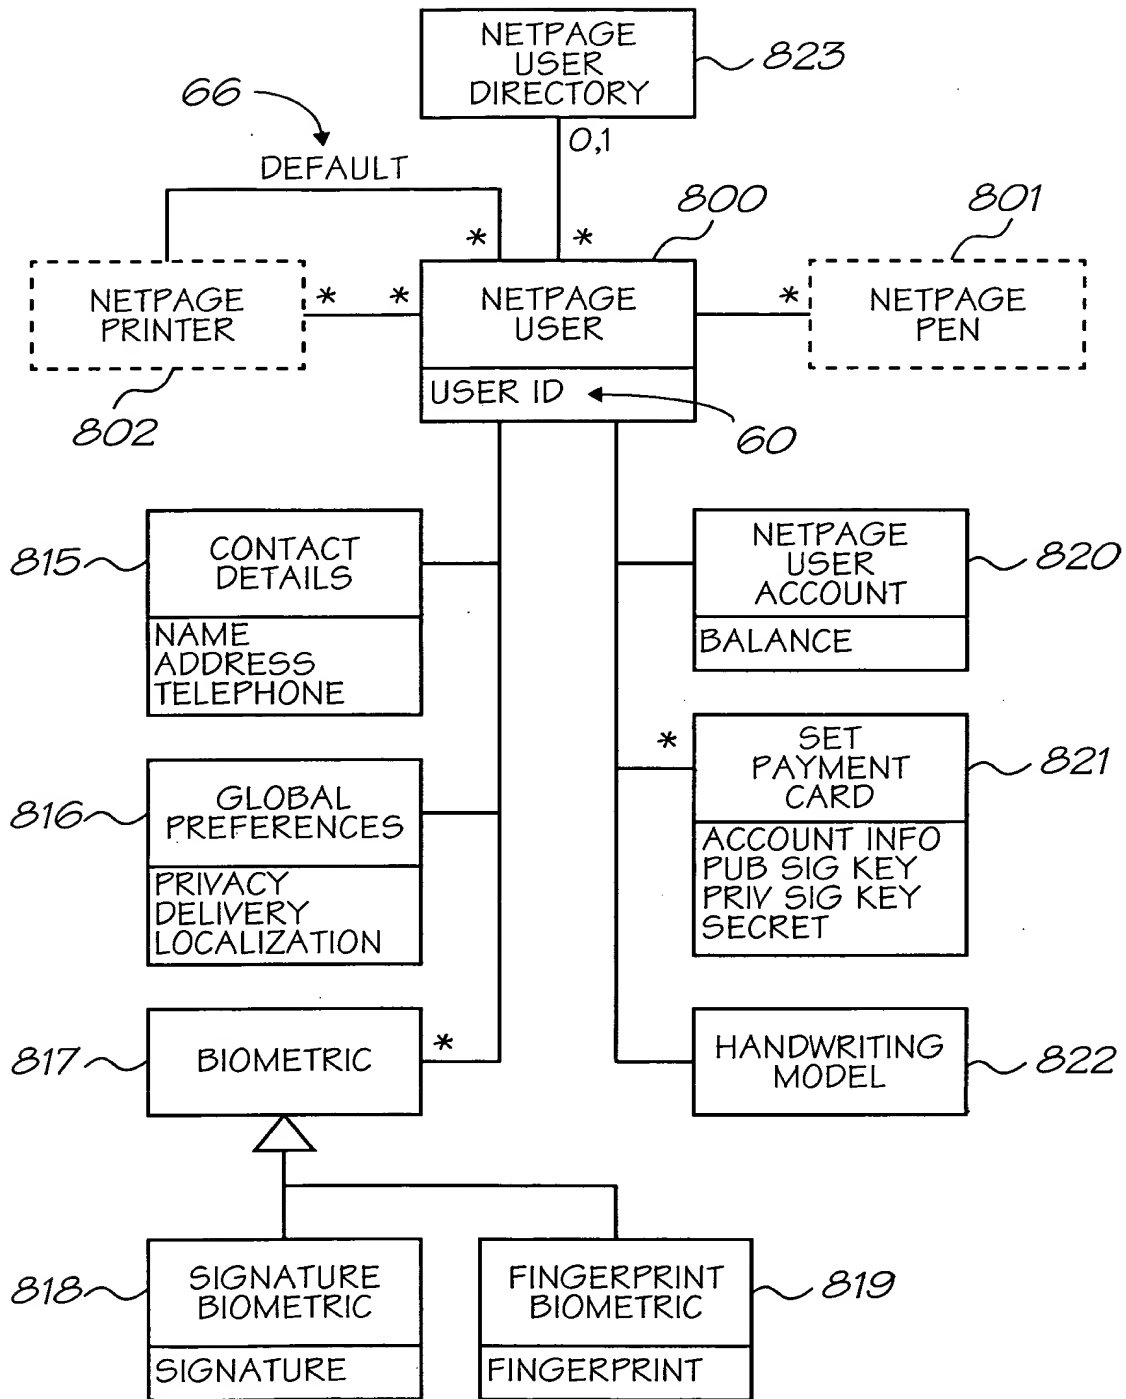 NETPAGE
USER
DIRECTORY
823
66
DEFAULT
0,1
800
801
*
*
NETPAGE
PRINTER
*
*
NETPAGE
USER
*
NETPAGE
PEN
USER ID
802
60
815
CONTACT
DETAILS
NAME
ADDRESS
TELEPHONE
NETPAGE
USER
ACCOUNT
820
BALANCE
816
GLOBAL
PREFERENCES
PRIVACY
DELIVERY
LOCALIZATION
*
SET
PAYMENT
CARD
821
ACCOUNT INFO
PUB SIG KEY
PRIV SIG KEY
SECRET
817
BIOMETRIC
*
HANDWRITING
MODEL
822
818
SIGNATURE
BIOMETRIC
SIGNATURE
FINGERPRINT
BIOMETRIC
819
FINGERPRINT